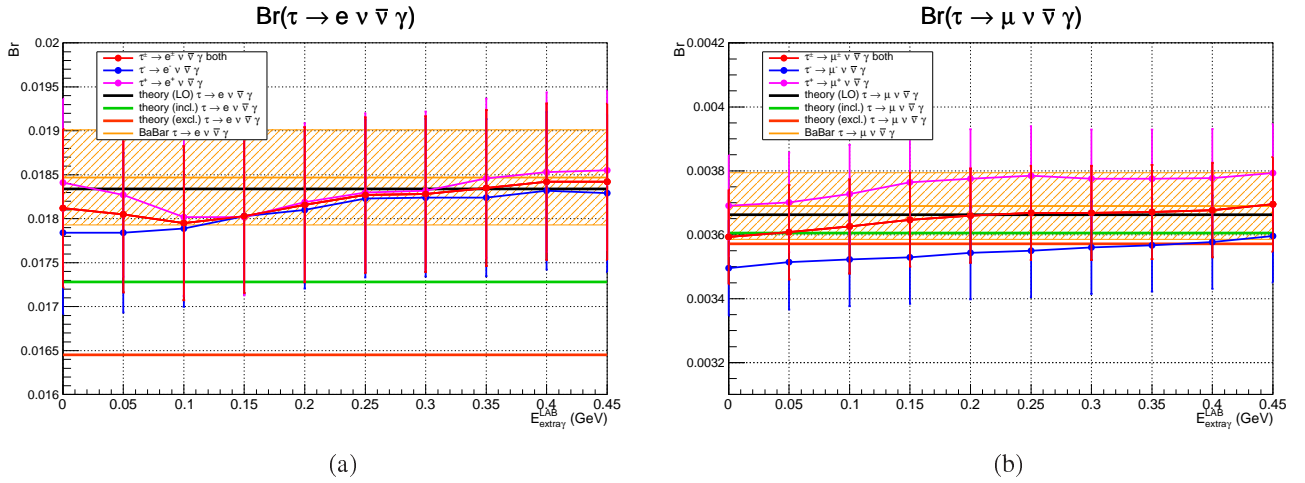 Br(τ → e ν ν̅ γ)
Br
0.02
0.0195
0.019
0.0185
0.018
0.0175
0.017
0.0165
0.016
τ± → e± ν ν̅ γ both
τ- → e- ν ν̅ γ
τ+ → e+ ν ν̅ γ
theory (LO) τ → e ν ν̅ γ
theory (incl.) τ → e ν ν̅ γ
theory (excl.) τ → e ν ν̅ γ
BaBar τ → e ν ν̅ γ
0 0.05 0.1 0.15 0.2 0.25 0.3 0.35 0.4 0.45
E LAB extraγ (GeV)
(a)
Br(τ → μ ν ν̅ γ)
Br
0.0042
0.004
0.0038
0.0036
0.0034
0.0032
τ± → μ± ν ν̅ γ both
τ- → μ- ν ν̅ γ
τ+ → μ+ ν ν̅ γ
theory (LO) τ → μ ν ν̅ γ
theory (incl.) τ → μ ν ν̅ γ
theory (excl.) τ → μ ν ν̅ γ
BaBar τ → μ ν ν̅ γ
0 0.05 0.1 0.15 0.2 0.25 0.3 0.35 0.4 0.45
E LAB extraγ (GeV)
(b)